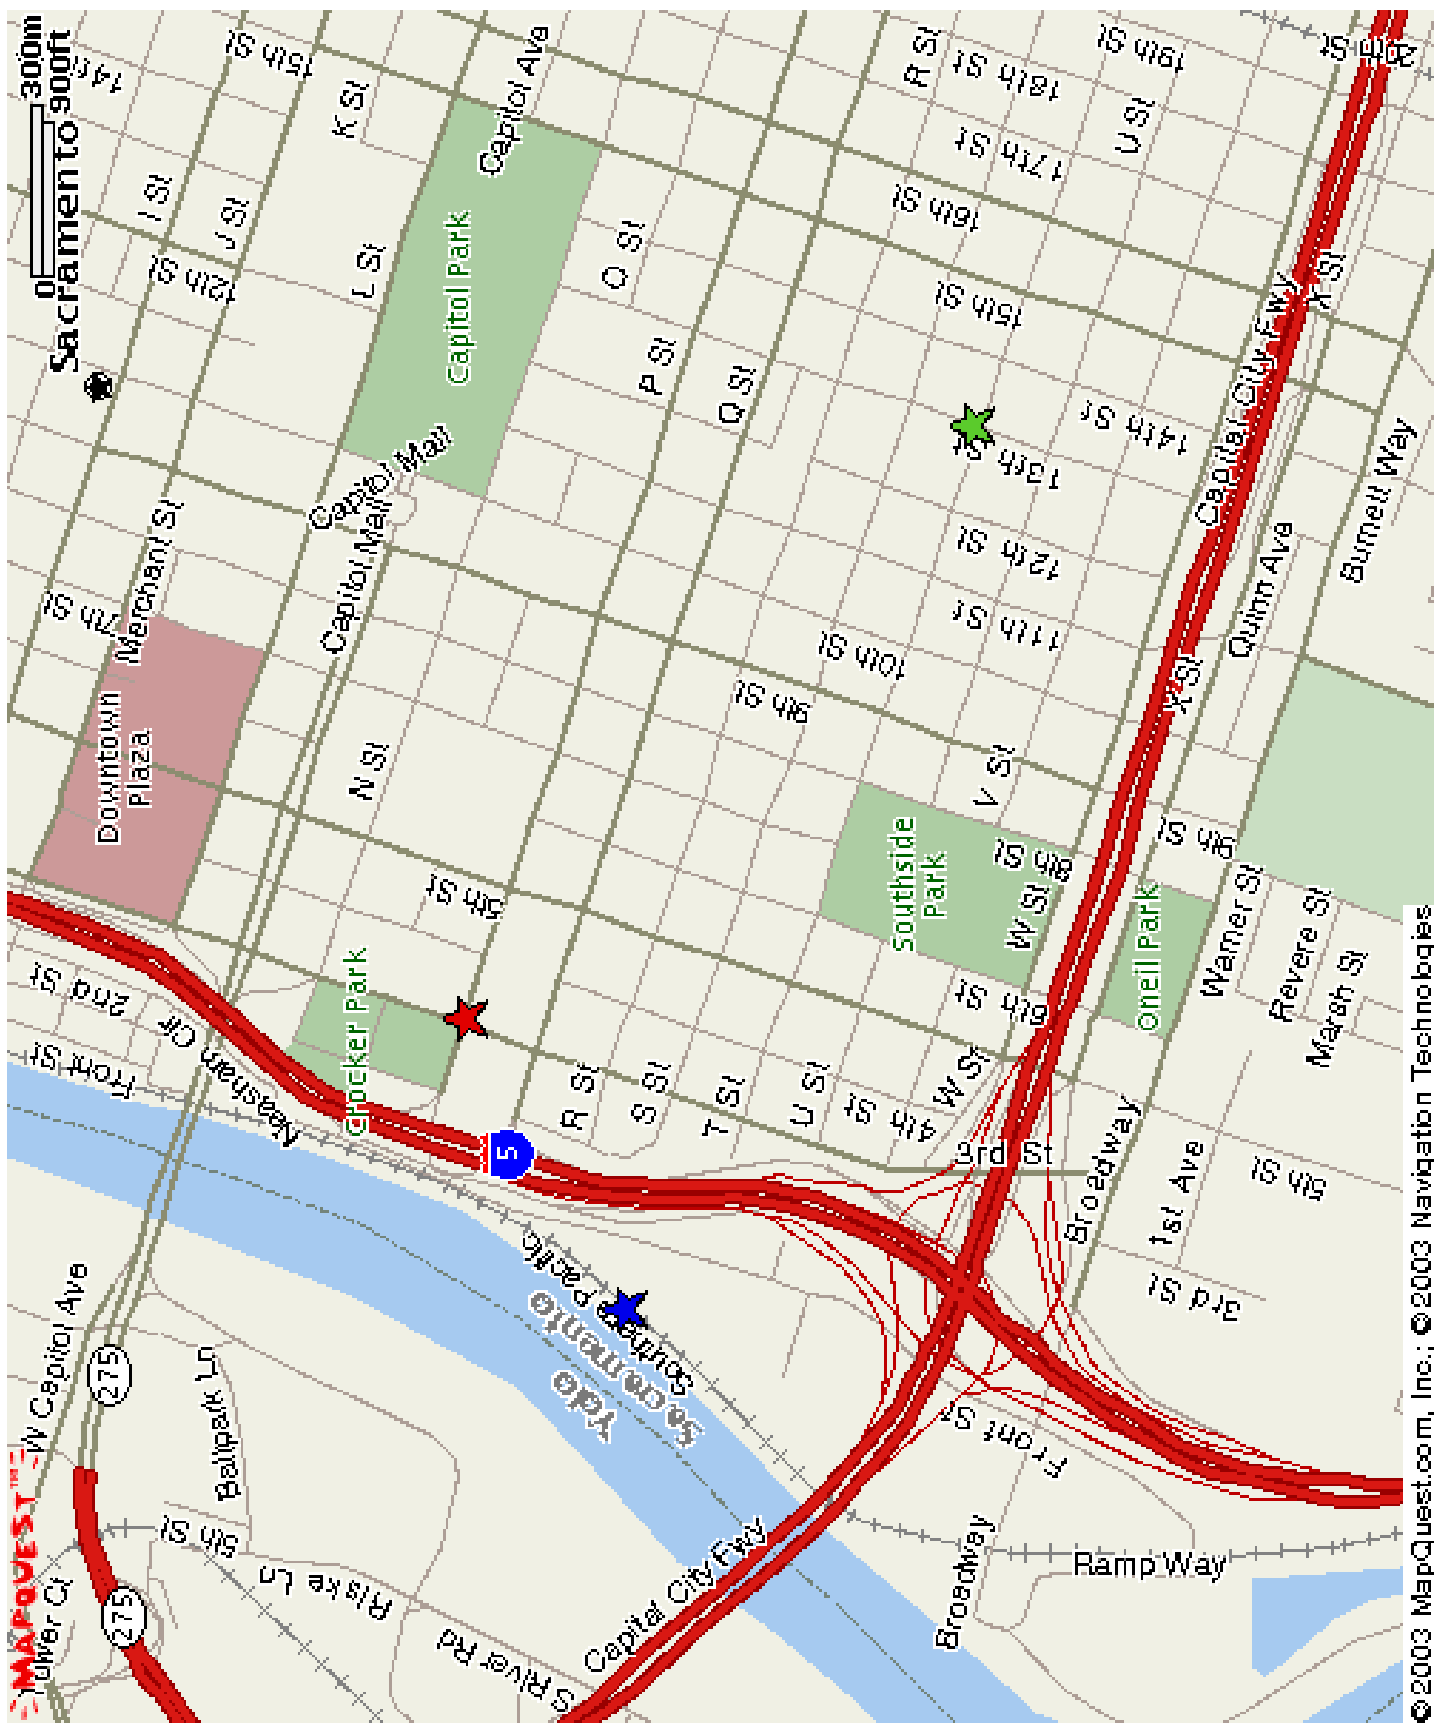 MAPQUEST™
0 300m
900ft
Sacramento
Tower Ct
275
W Capitol Ave
275
Ballpark Ln
5th St
Riske Ln
S River Rd
Capital City Fwy
Yolo
Sacramento
Southern Pacific
Front St
2nd St
Neasham Cir
Crocker Park
5
Downtown
Plaza
7th St
Merchant St
Capitol Mall
Capitol Mall
Capitol Park
Capitol Ave
12th St
14th
15th St
I St
J St
K St
L St
N St
O St
P St
Q St
R St
5th St
9th St
10th St
11th St
12th St
13th St
14th St
15th St
16th St
17th St
18th St
19th St
20th St
U St
R St
S St
T St
U St
4th St
W St
3rd St
V St
Southside
Park
8th St
W St
6th St
Oneil Park
9th St
X St
Capital City Fwy
X St
Quinn Ave
Burnett Way
Warner St
Revere St
Marsh St
Broadway
1st Ave
5th St
3rd St
Front St
Broadway
Ramp Way
©2003 MapQuest.com, Inc.; ©2003 Navigation Technologies